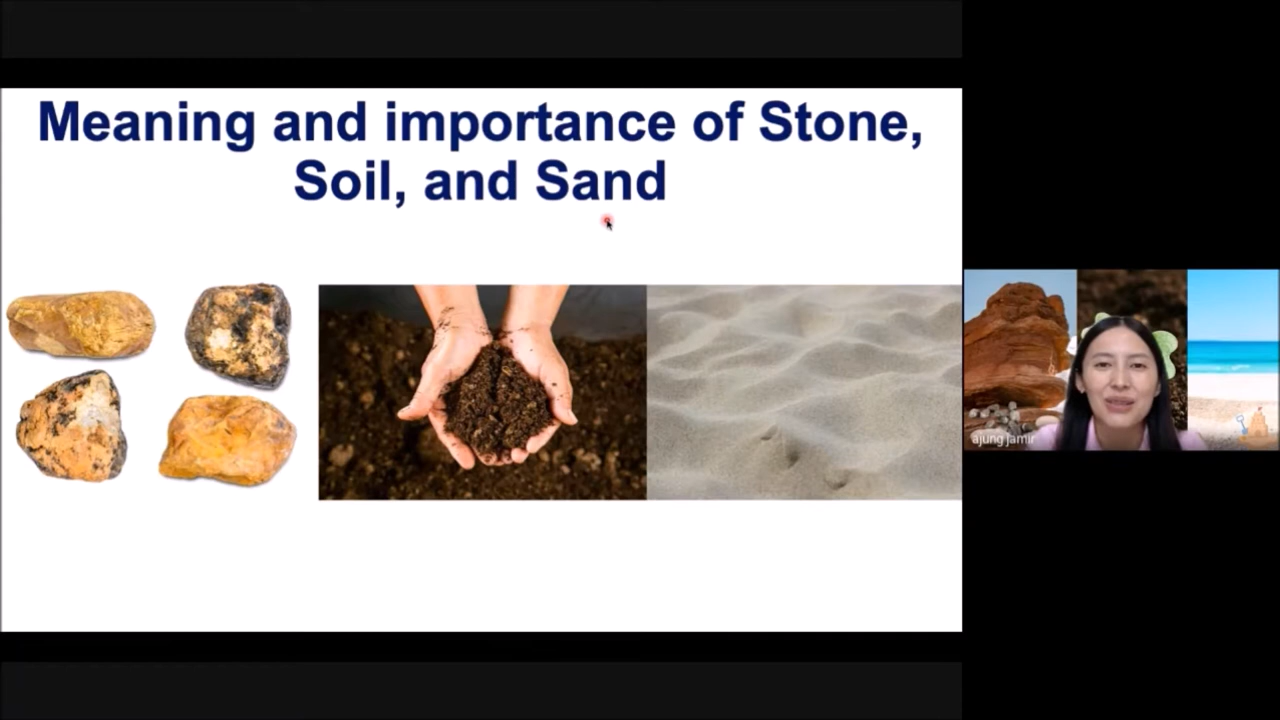 Meaning and importance of Stone,
Soil, and Sand
ajung jamir